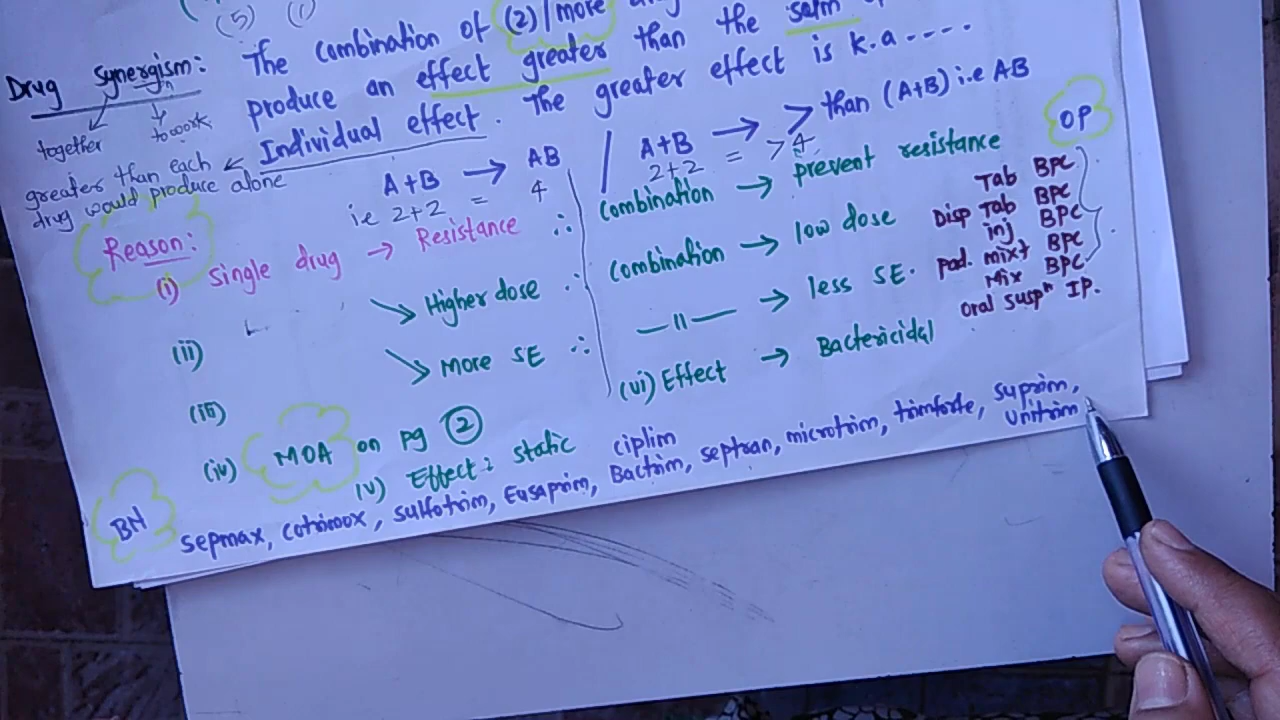 (5) (1)
Drug Synergism: The combination of (2)/more
produce an effect greater than the sum
Individual effect. The greater effect is k.a....
together
to work
greater than each
drug would produce alone
A+B → AB
i.e 2+2 = 4
A+B → > than (A+B) i.e AB
2+2 = >4
OP
Reason:
(i) Single drug → Resistance ∴ combination → prevent resistance
(ii) ↘ Higher dose ∴ combination → low dose
(iii) ↘ More SE ∴ —11— → less SE.
(iv) MOA on pg 2
(v) Effect: static
(vi) Effect → Bactericidal
Tab BPC
Disp Tab BPC
inj BPC
pad. mixt BPC
Mix BPC
Oral suspn IP.
BN
ciplim
sepmax, cotrimox, sulfotrim, Eusaprim, Bactrim, septran, microtrim, trimforte, suprim,
unitrim